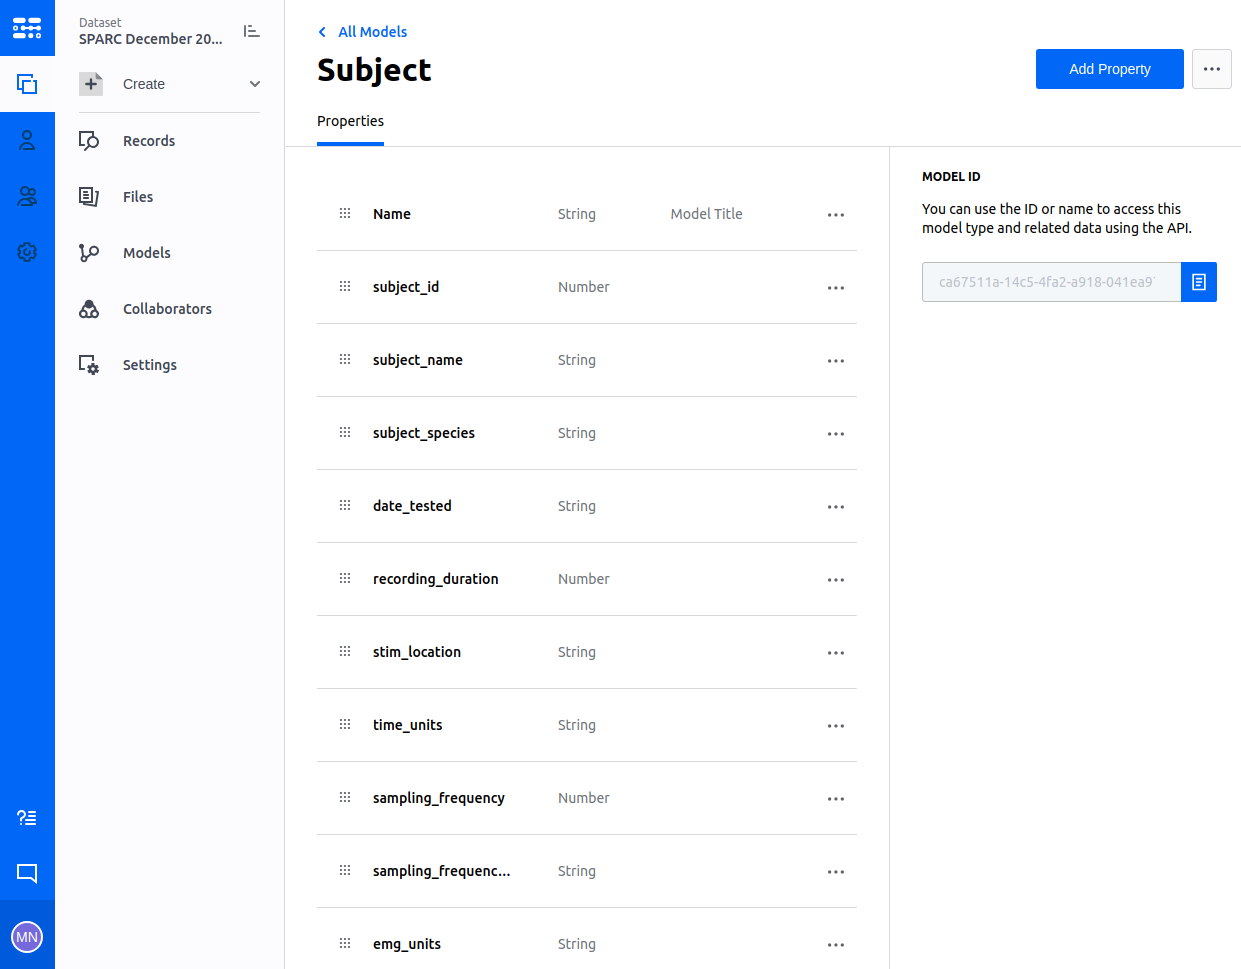 Dataset
SPARC December 20...
Create
Records
Files
Models
Collaborators
Settings
MN
All Models
Subject
Add Property
Properties
Name String Model Title
subject_id Number
subject_name String
subject_species String
date_tested String
recording_duration Number
stim_location String
time_units String
sampling_frequency Number
sampling_frequenc... String
emg_units String
MODEL ID
You can use the ID or name to access this
model type and related data using the API.
ca67511a-14c5-4fa2-a918-041ea9